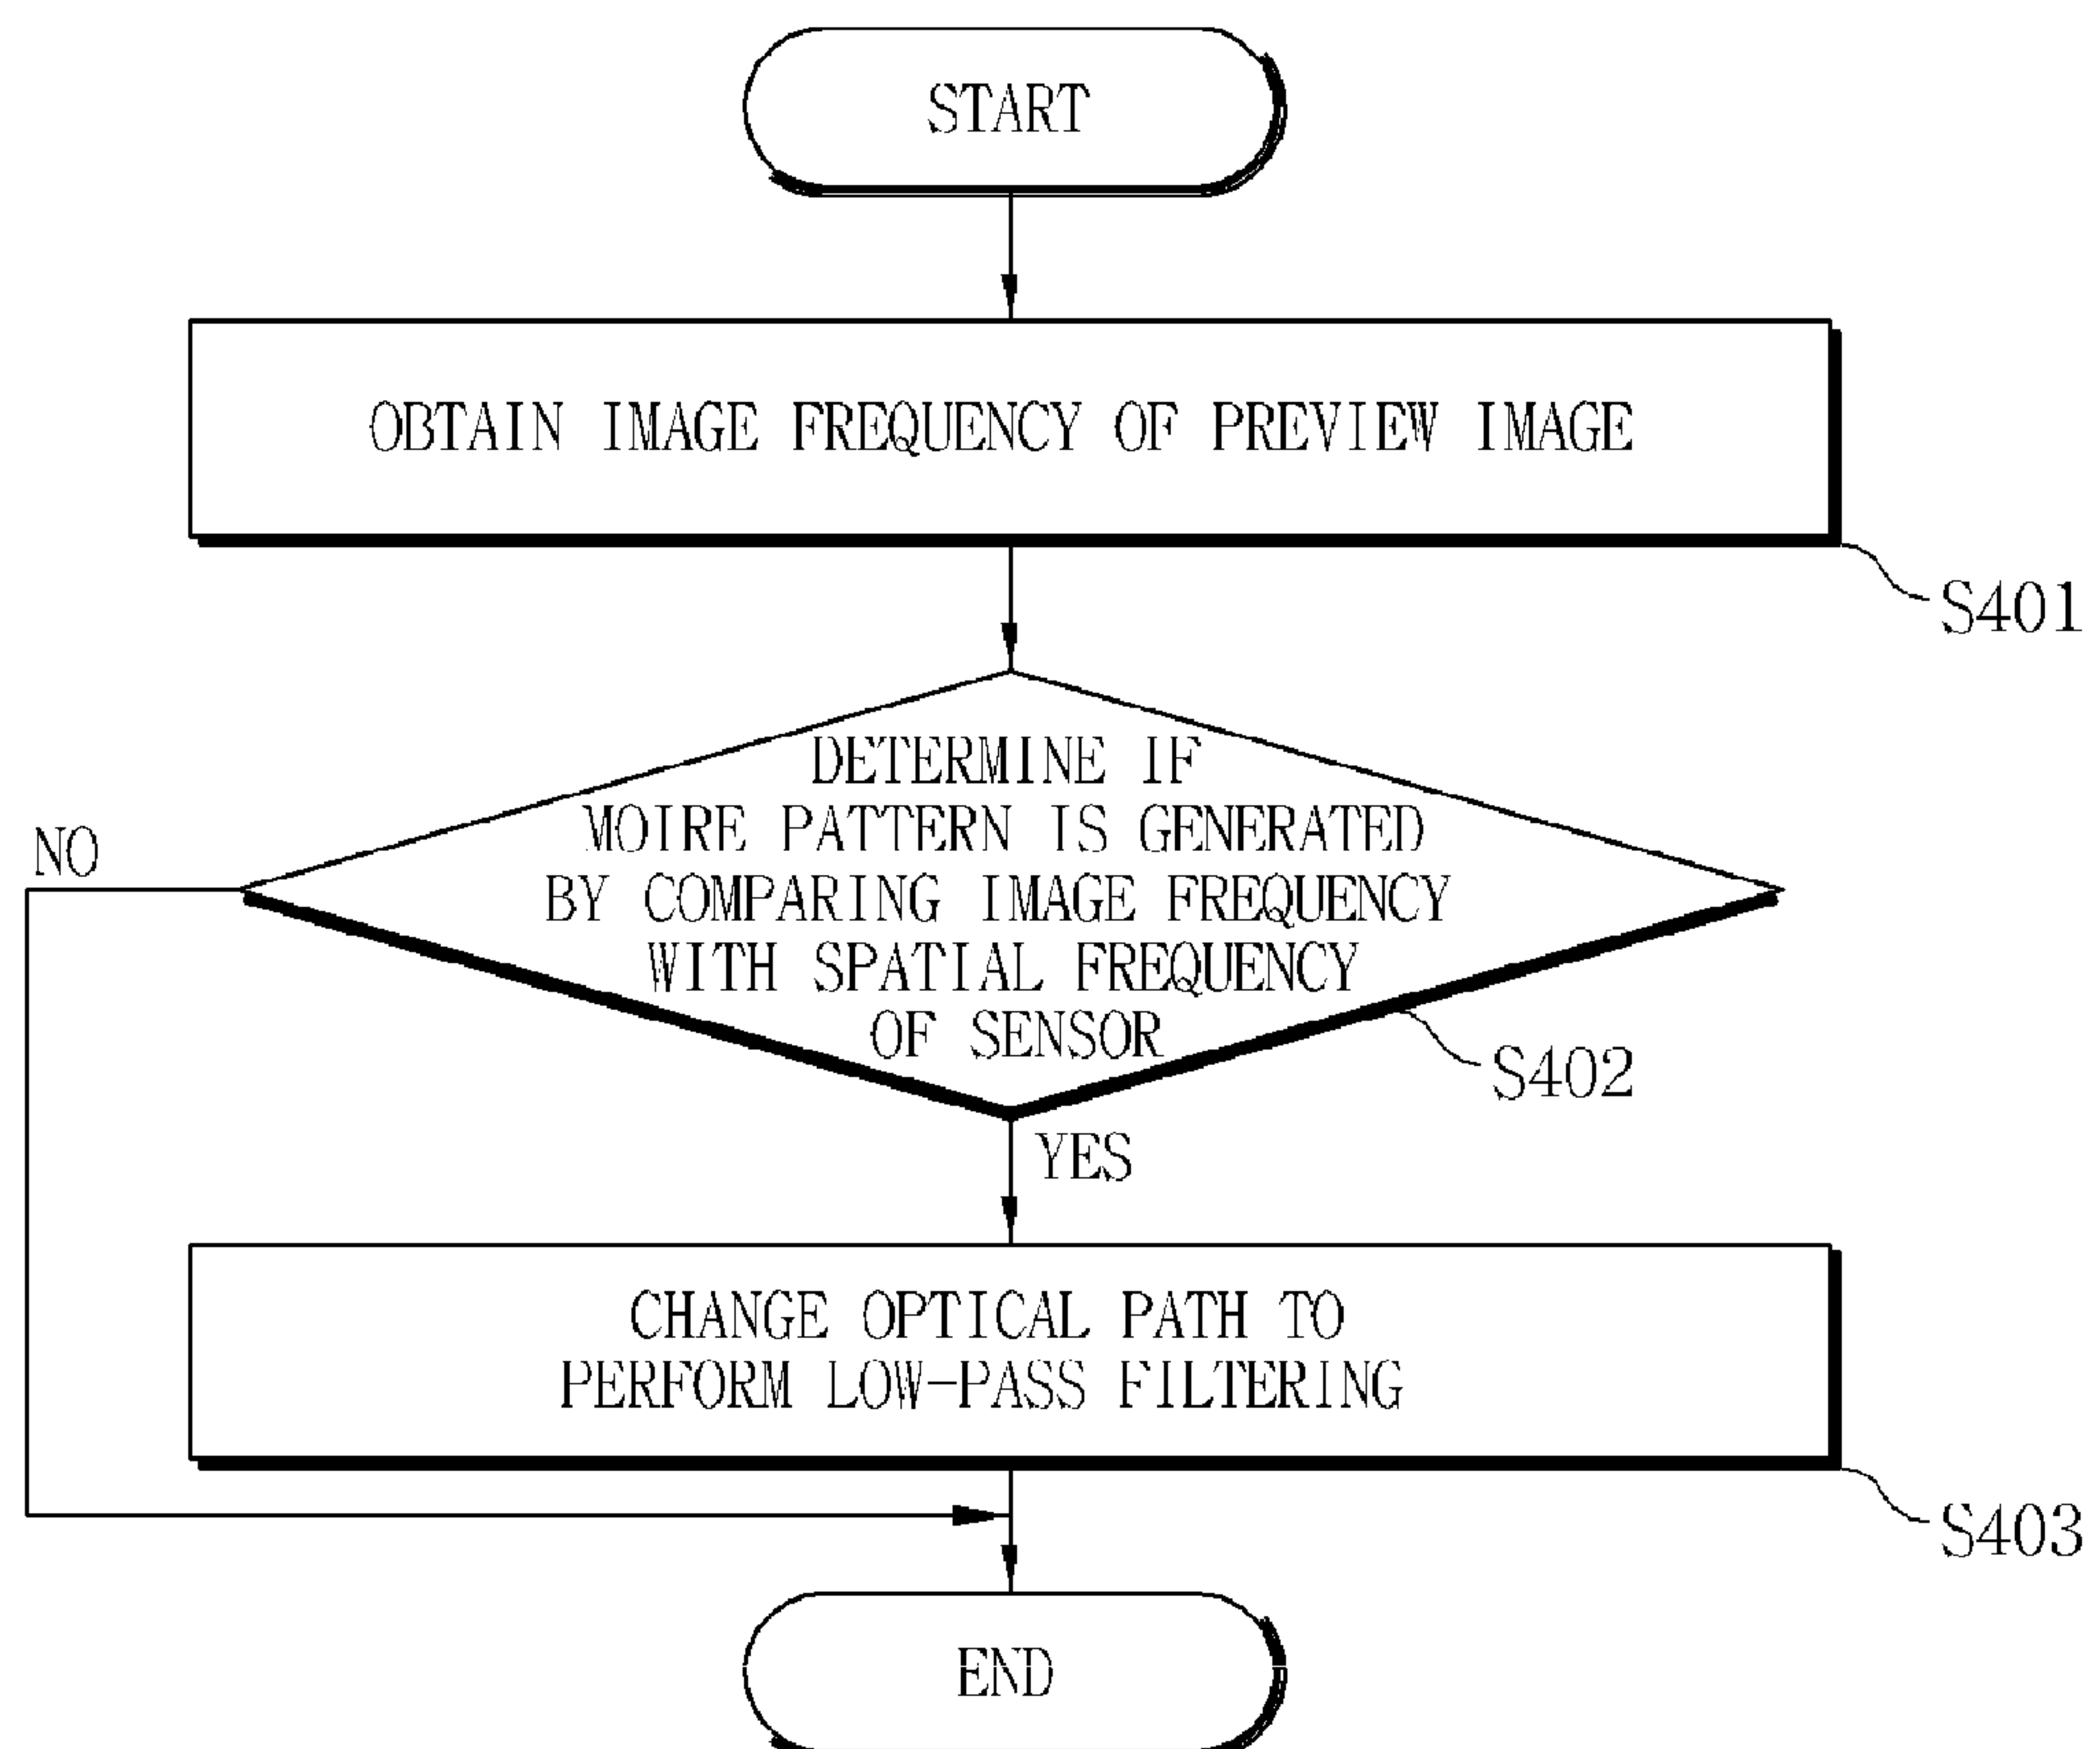 START
OBTAIN IMAGE FREQUENCY OF PREVIEW IMAGE
S401
DETERMINE IF
MOIRE PATTERN IS GENERATED
BY COMPARING IMAGE FREQUENCY
WITH SPATIAL FREQUENCY
OF SENSOR
NO
S402
YES
CHANGE OPTICAL PATH TO
PERFORM LOW-PASS FILTERING
S403
END